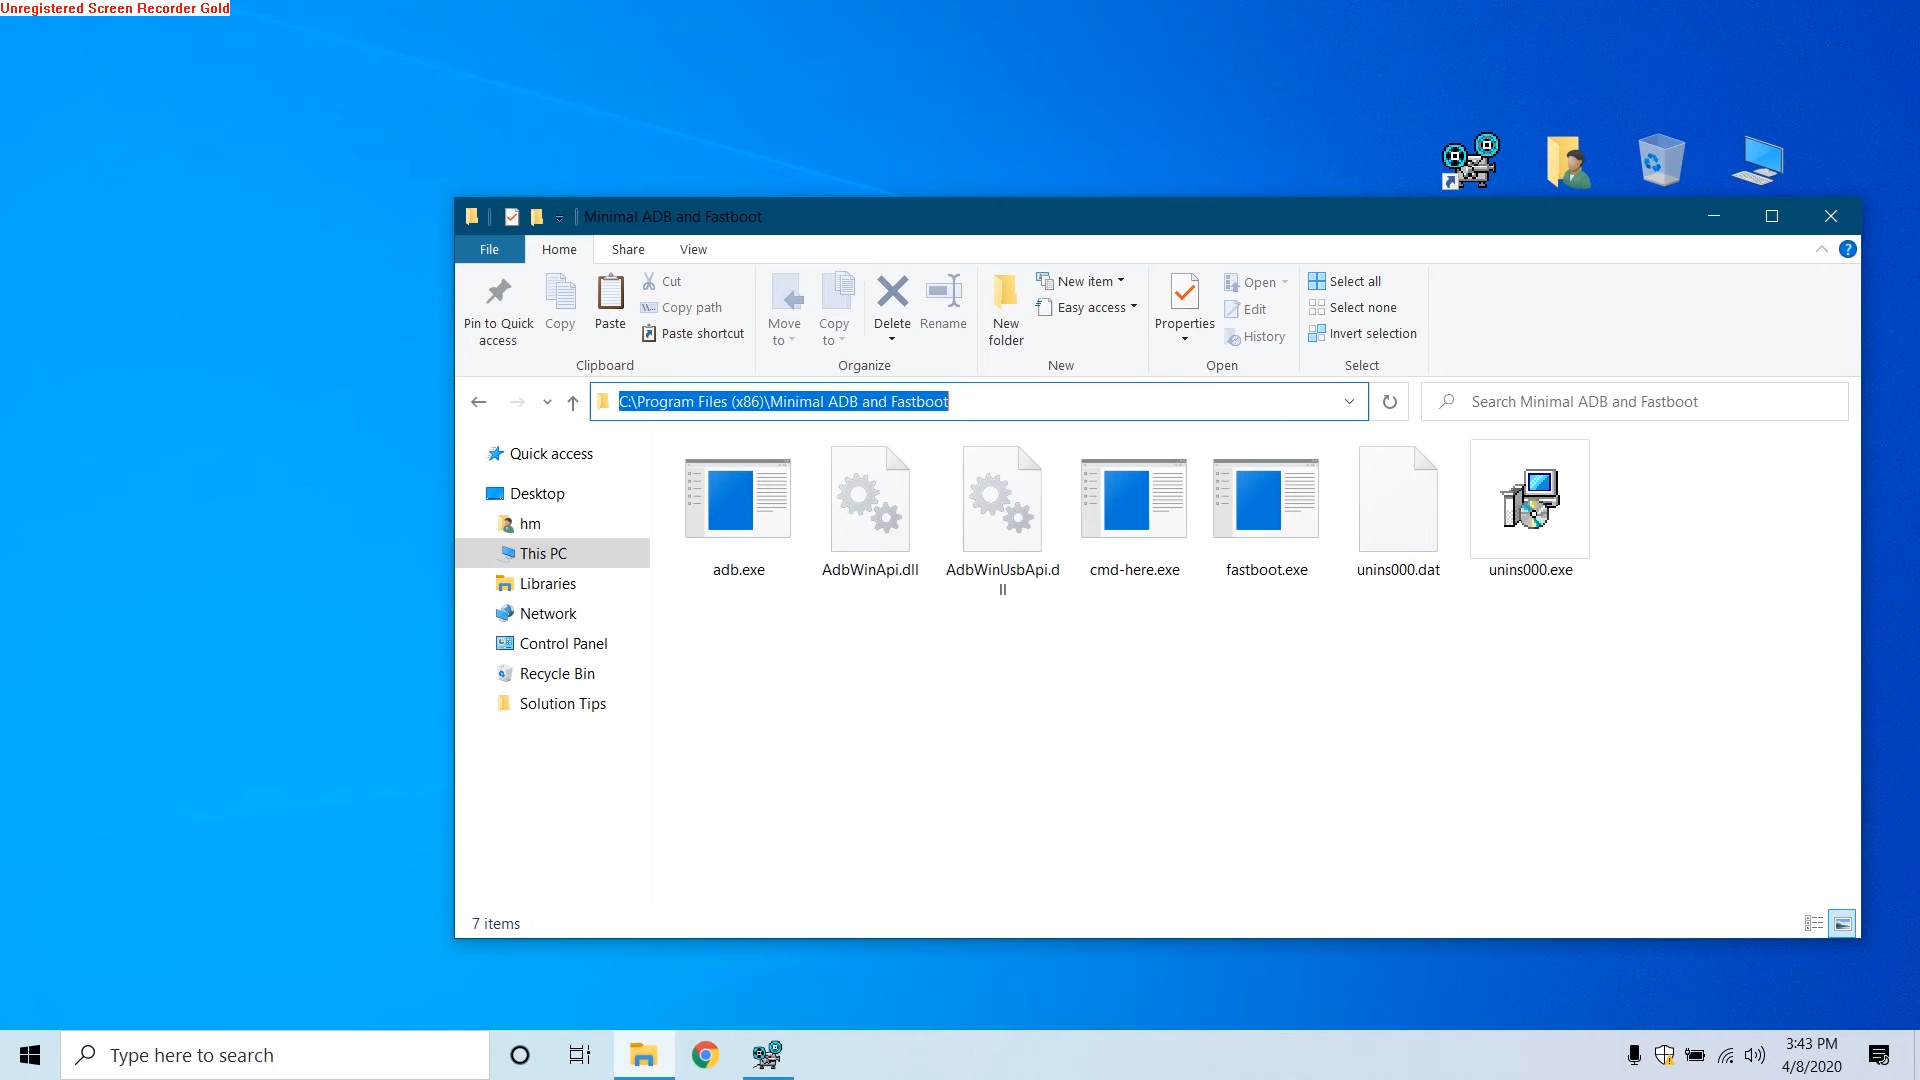 Unregistered Screen Recorder Gold
Minimal ADB and Fastboot
File Home Share View
Pin to Quick access
Copy
Paste
Cut
Copy path
Paste shortcut
Clipboard
Move to
Copy to
Delete
Rename
Organize
New folder
New item
Easy access
New
Properties
Open
Edit
History
Open
Select all
Select none
Invert selection
Select
C:\Program Files (x86)\Minimal ADB and Fastboot
Search Minimal ADB and Fastboot
Quick access
Desktop
hm
This PC
Libraries
Network
Control Panel
Recycle Bin
Solution Tips
adb.exe
AdbWinApi.dll
AdbWinUsbApi.d
ll
cmd-here.exe
fastboot.exe
unins000.dat
unins000.exe
7 items
Type here to search
3:43 PM
4/8/2020